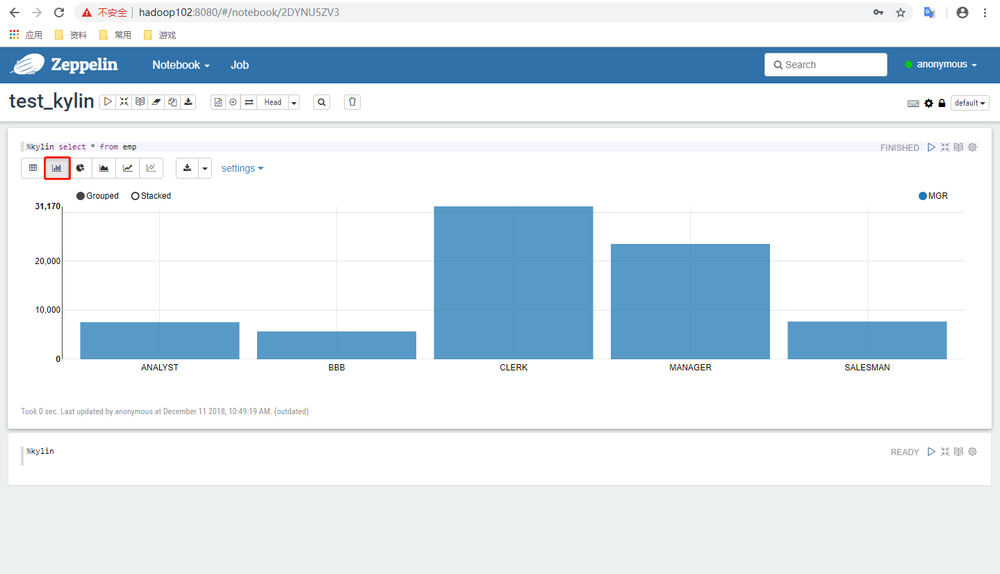 不安全 hadoop102:8080/#/notebook/2DYNU5ZV3
应用 资料 常用 游戏
Zeppelin Notebook Job Search anonymous
test_kylin Head default
%kylin select * from emp FINISHED
settings
Grouped Stacked MGR
31,170
20,000
10,000
0
ANALYST BBB CLERK MANAGER SALESMAN
Took 0 sec. Last updated by anonymous at December 11 2018, 10:49:19 AM. (outdated)
%kylin READY